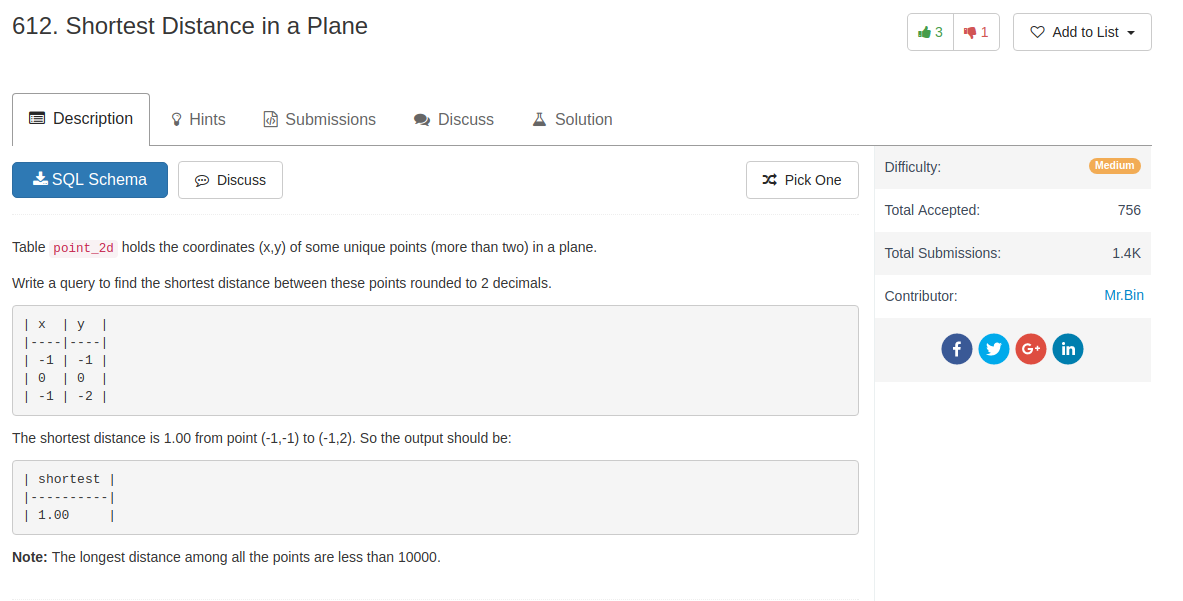 612. Shortest Distance in a Plane
3
1
Add to List
Description
Hints
Submissions
Discuss
Solution
SQL Schema
Discuss
Pick One
Table point_2d holds the coordinates (x,y) of some unique points (more than two) in a plane.
Write a query to find the shortest distance between these points rounded to 2 decimals.
| x  | y  |
|----|----|
| -1 | -1 |
| 0  | 0  |
| -1 | -2 |
The shortest distance is 1.00 from point (-1,-1) to (-1,2). So the output should be:
| shortest |
|----------|
| 1.00     |
Note: The longest distance among all the points are less than 10000.
Difficulty: Medium
Total Accepted: 756
Total Submissions: 1.4K
Contributor: Mr.Bin
f
G+
in